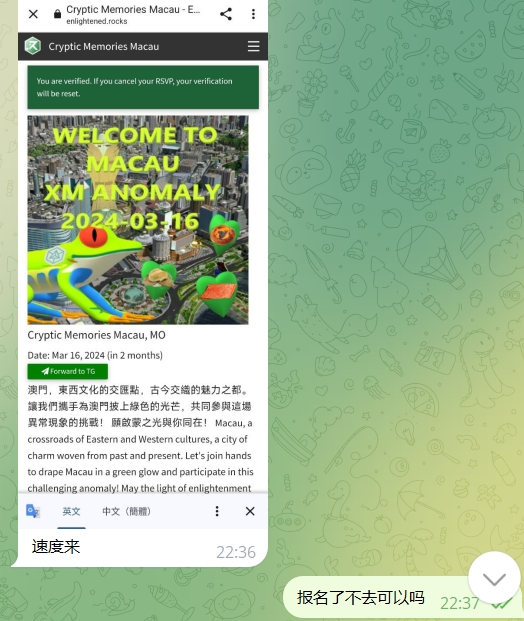 Cryptic Memories Macau - E...
enlightened.rocks
Cryptic Memories Macau
You are verified. If you cancel your RSVP, your verification
will be reset.
WELCOME TO
MACAU
XM ANOMALY
2024-03-16
Cryptic Memories Macau, MO
Date: Mar 16, 2024 (in 2 months)
Forward to TG
澳門，東西文化的交匯點，古今交織的魅力之都。
讓我們攜手為澳門披上綠色的光芒，共同參與這場
異常現象的挑戰！ 願啟蒙之光與你同在！ Macau, a
crossroads of Eastern and Western cultures, a city of
charm woven from past and present. Let's join hands
to drape Macau in a green glow and participate in this
challenging anomaly! May the light of enlightenment
英文
中文（簡體）
速度来
22:36
报名了不去可以吗
22:37